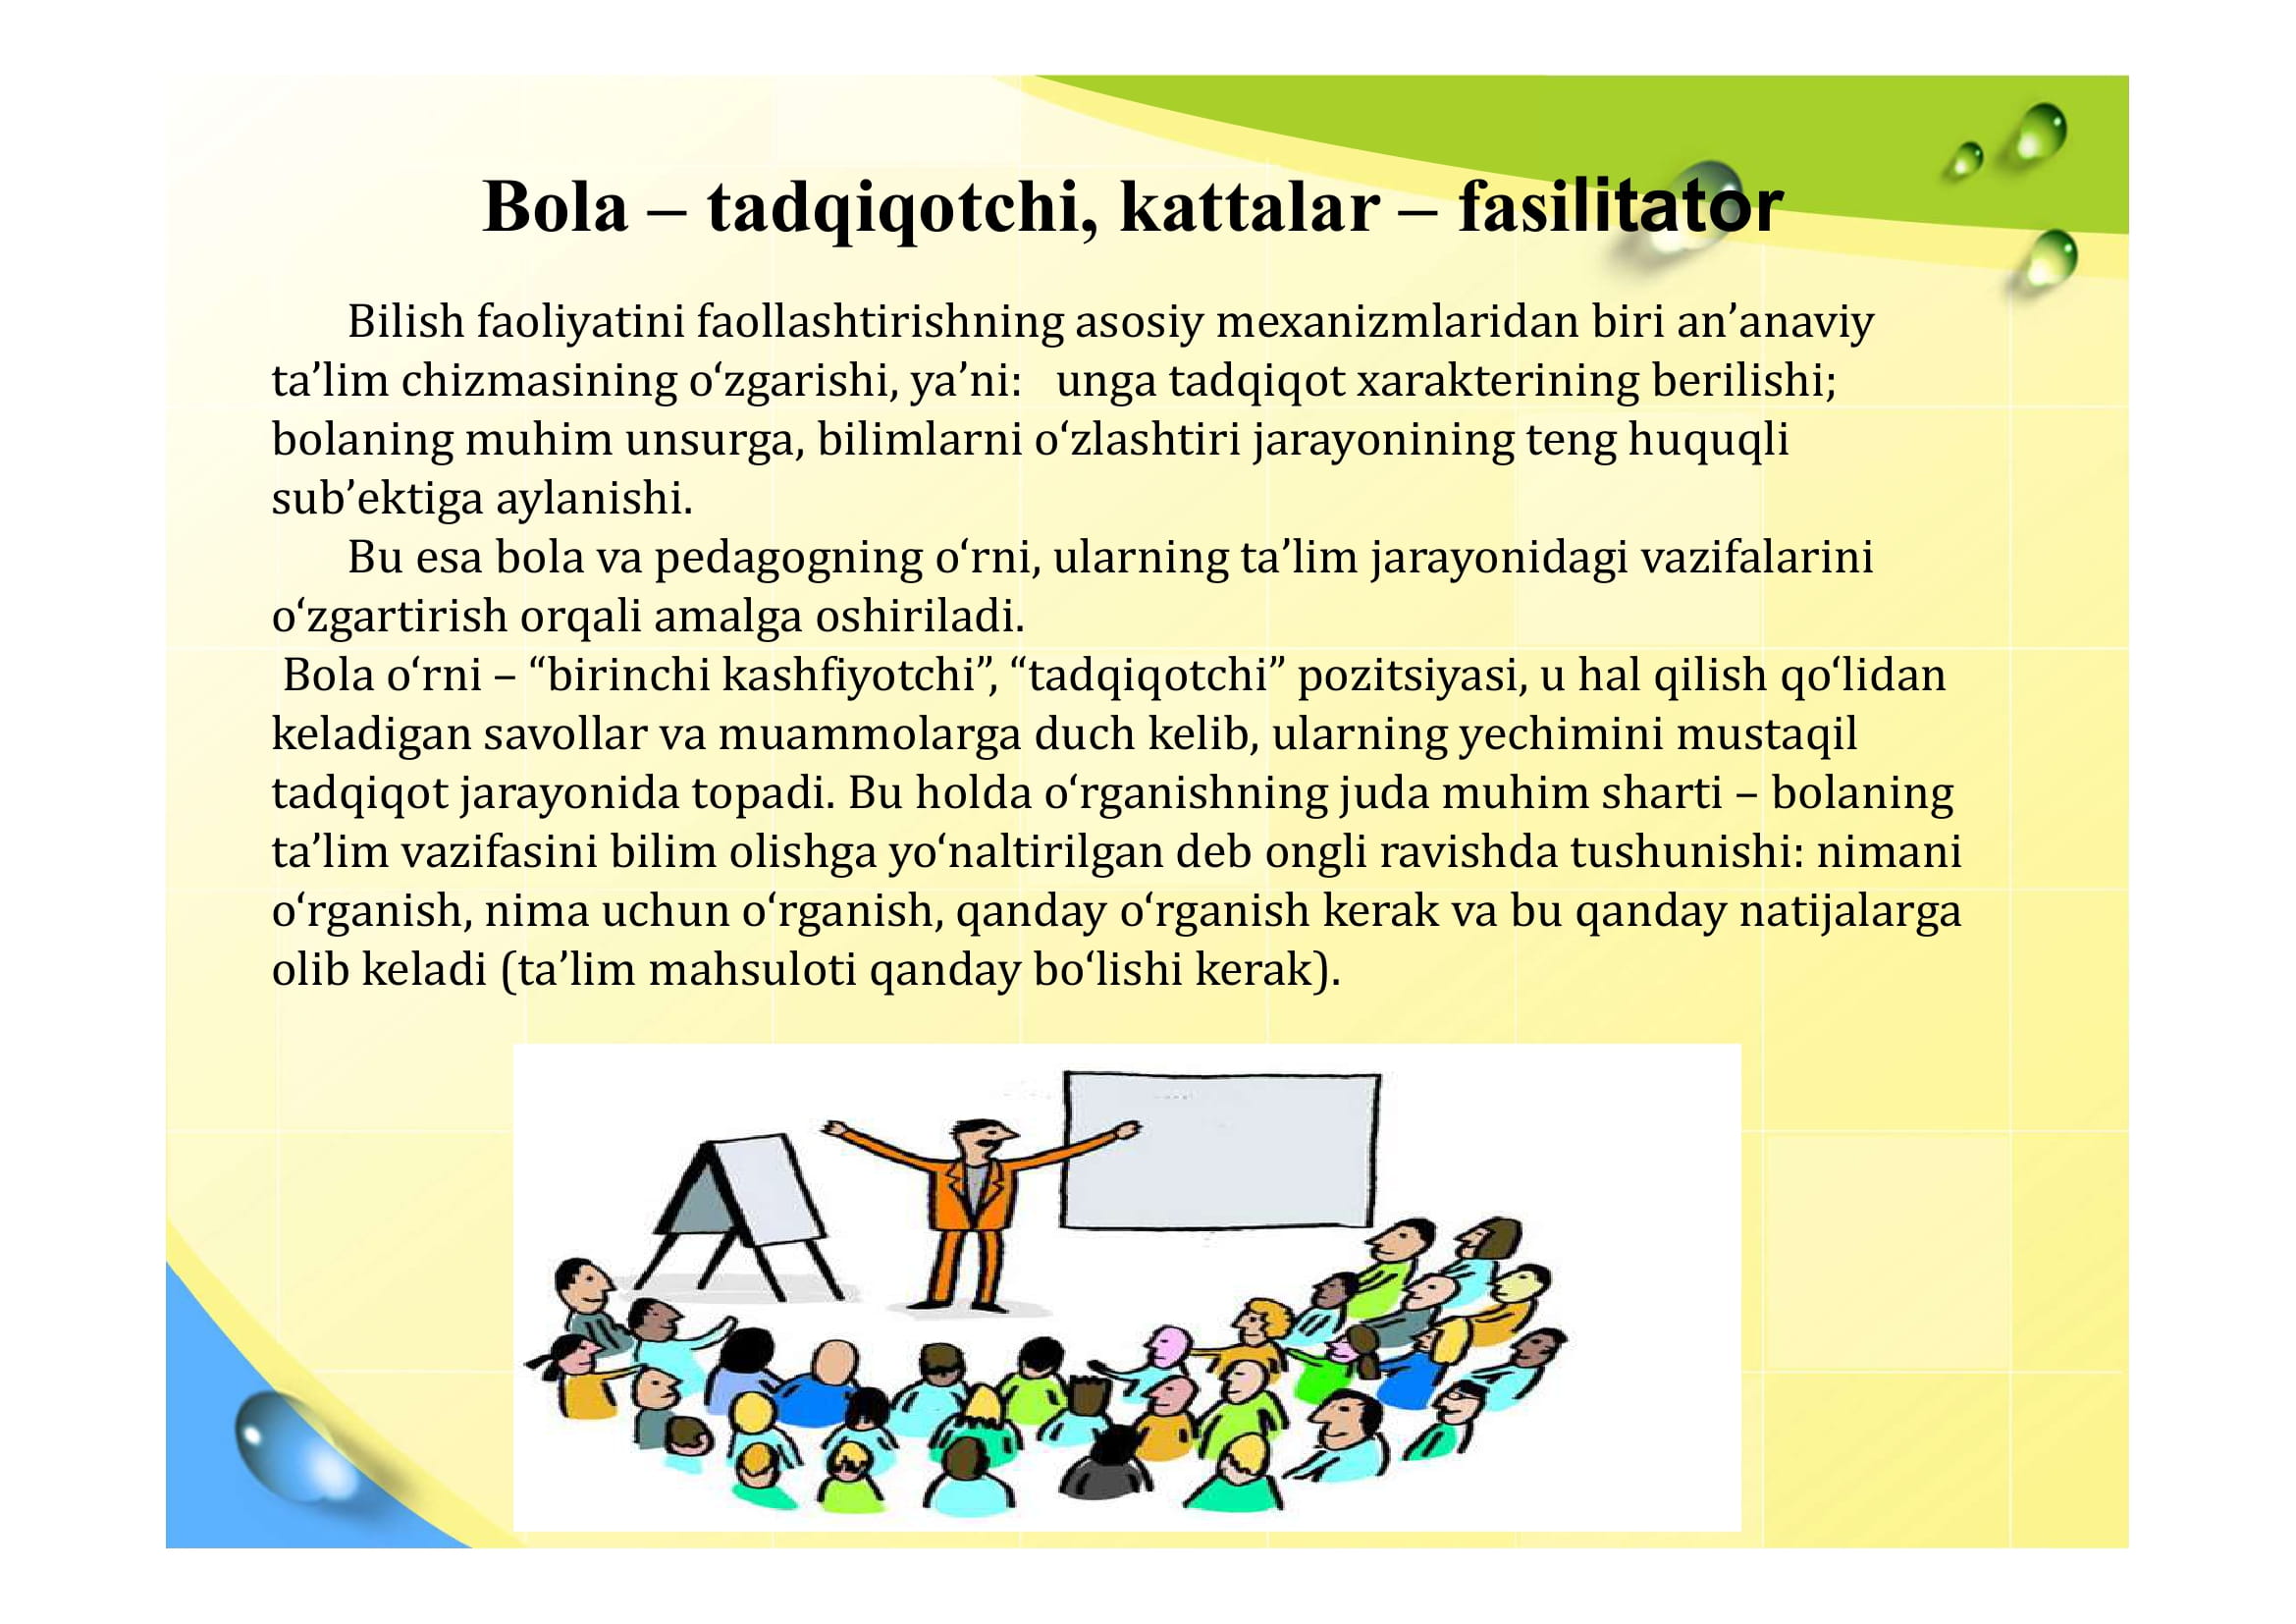 Bola – tadqiqotchi, kattalar – fasilitator
Bilish faoliyatini faollashtirishning asosiy mexanizmlaridan biri an’anaviy
ta’lim chizmasining o‘zgarishi, ya’ni:   unga tadqiqot xarakterining berilishi;
bolaning muhim unsurga, bilimlarni o‘zlashtiri jarayonining teng huquqli
sub’ektiga aylanishi.
Bu esa bola va pedagogning o‘rni, ularning ta’lim jarayonidagi vazifalarini
o‘zgartirish orqali amalga oshiriladi.
Bola o‘rni – “birinchi kashfiyotchi”, “tadqiqotchi” pozitsiyasi, u hal qilish qo‘lidan
keladigan savollar va muammolarga duch kelib, ularning yechimini mustaqil
tadqiqot jarayonida topadi. Bu holda o‘rganishning juda muhim sharti – bolaning
ta’lim vazifasini bilim olishga yo‘naltirilgan deb ongli ravishda tushunishi: nimani
o‘rganish, nima uchun o‘rganish, qanday o‘rganish kerak va bu qanday natijalarga
olib keladi (ta’lim mahsuloti qanday bo‘lishi kerak).